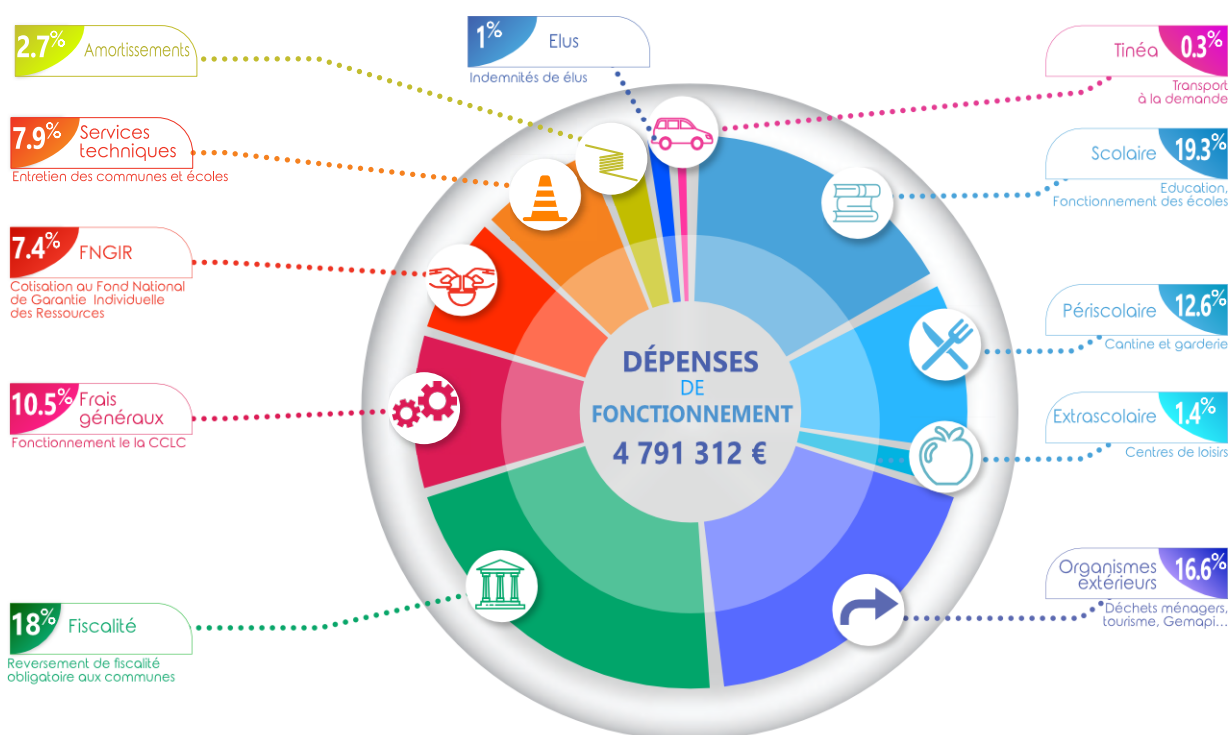 2.7% Amortissements
7.9% Services
techniques
Entretien des communes et écoles
7.4% FNGIR
Cotisation au Fond National
de Garantie Individuelle
des Ressources
10.5% Frais
généraux
Fonctionnement le la CCLC
18% Fiscalité
Reversement de fiscalité
obligatoire aux communes
1% Elus
Indemnités de élus
DÉPENSES
DE
FONCTIONNEMENT
4 791 312 €
Tinéa 0.3%
Transport
à la demande
Scolaire 19.3%
Education,
Fonctionnement des écoles
Périscolaire 12.6%
Cantine et garderie
Extrascolaire 1.4%
Centres de loisirs
Organismes
extérieurs 16.6%
Déchets ménagers,
tourisme, Gemapi...